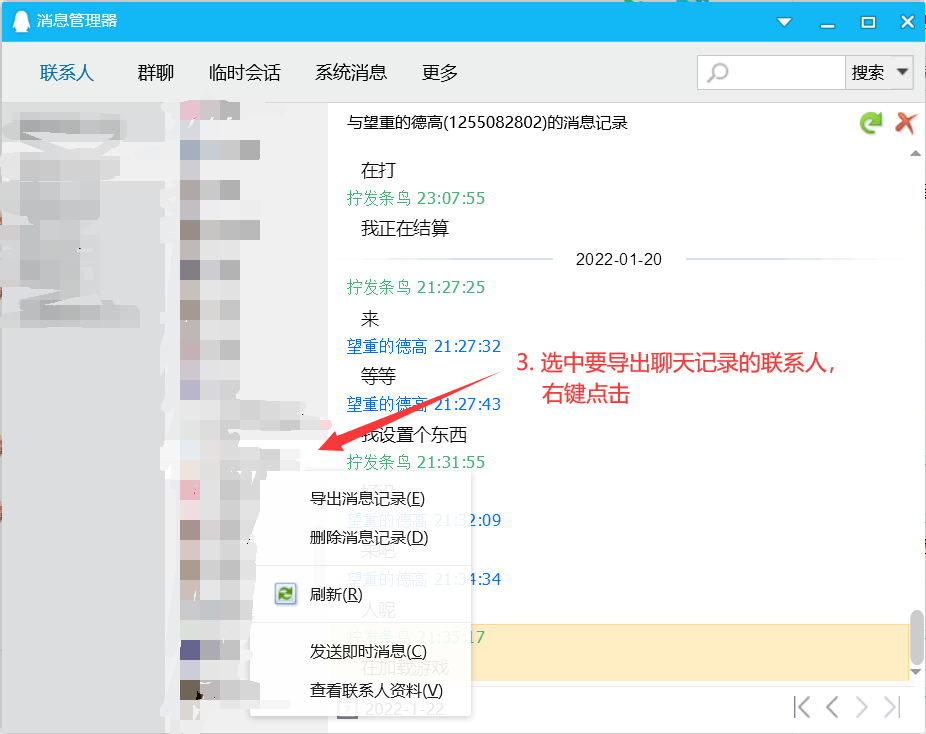 消息管理器
联系人 群聊 临时会话 系统消息 更多 搜索
与望重的德高(1255082802)的消息记录
在打
拧发条鸟 23:07:55
我正在结算
2022-01-20
拧发条鸟 21:27:25
来
望重的德高 21:27:32
等等
望重的德高 21:27:43
我设置个东西
拧发条鸟 21:31:55
3. 选中要导出聊天记录的联系人，
右键点击
好没
导出消息记录(E)
望重的德高 21:32:09
删除消息记录(D)
来吧
望重的德高 21:34:34
刷新(R)
人呢
拧发条鸟 21:35:17
发送即时消息(C)
在加载游戏
查看联系人资料(V)
2022-1-22